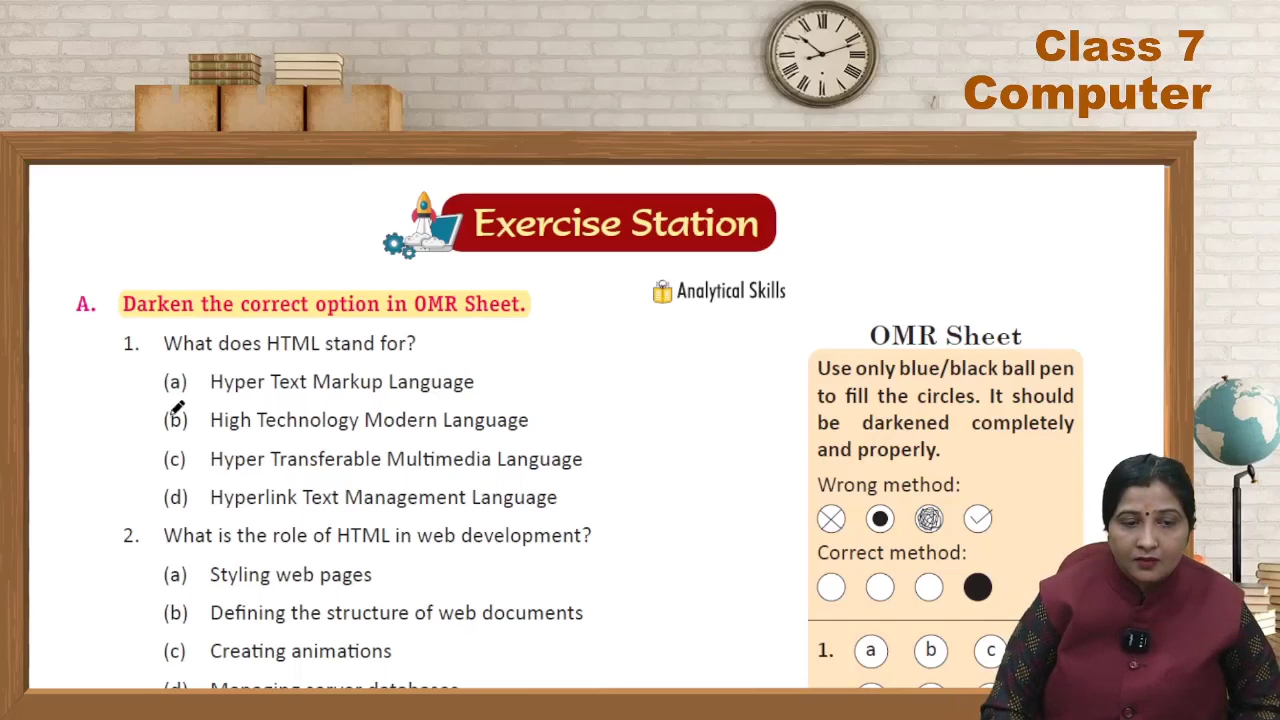 Class 7
Computer
Exercise Station
A. Darken the correct option in OMR Sheet.
Analytical Skills
1. What does HTML stand for?
(a) Hyper Text Markup Language
(b) High Technology Modern Language
(c) Hyper Transferable Multimedia Language
(d) Hyperlink Text Management Language
2. What is the role of HTML in web development?
(a) Styling web pages
(b) Defining the structure of web documents
(c) Creating animations
(d) Managing server databases
OMR Sheet
Use only blue/black ball pen
to fill the circles. It should
be darkened completely
and properly.
Wrong method:
Correct method:
1. a b c